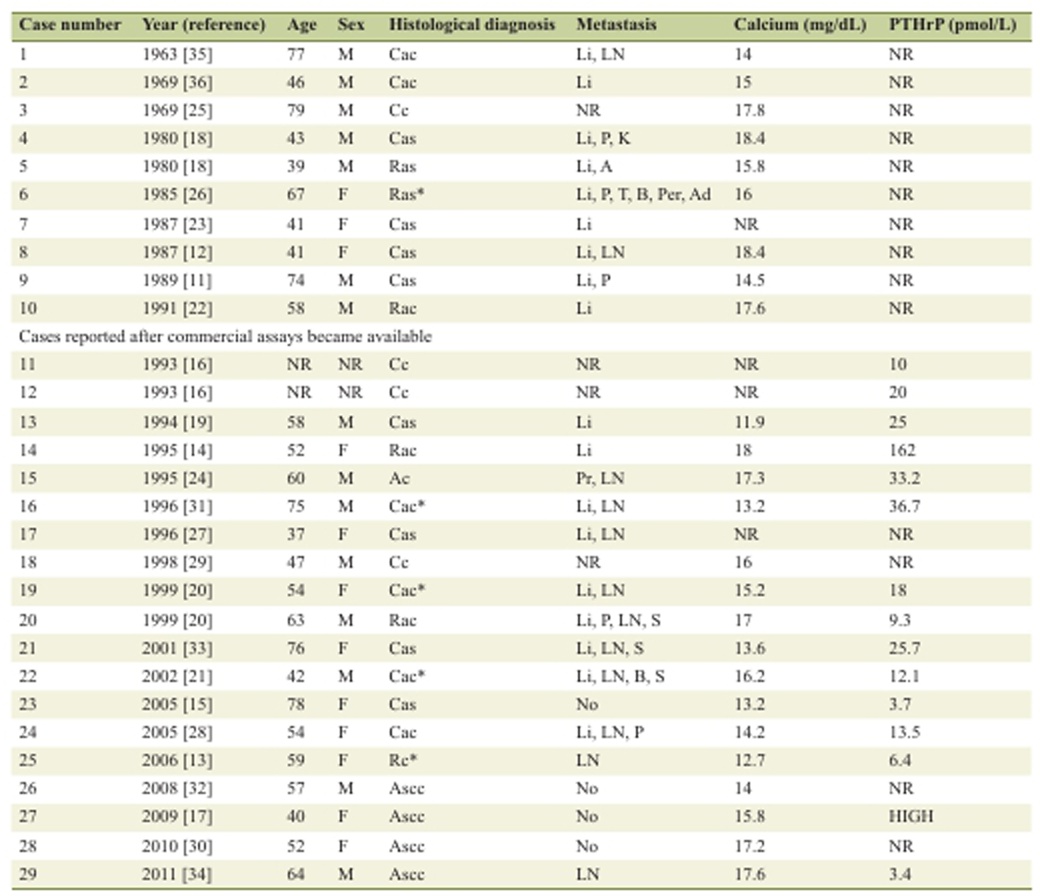 Case number Year (reference) Age Sex Histological diagnosis Metastasis Calcium (mg/dL) PTHrP (pmol/L)
1 1963 [35] 77 M Cac Li, LN 14 NR
2 1969 [36] 46 M Cac Li 15 NR
3 1969 [25] 79 M Cc NR 17.8 NR
4 1980 [18] 43 M Cas Li, P, K 18.4 NR
5 1980 [18] 39 M Ras Li, A 15.8 NR
6 1985 [26] 67 F Ras* Li, P, T, B, Per, Ad 16 NR
7 1987 [23] 41 F Cas Li NR NR
8 1987 [12] 41 F Cas Li, LN 18.4 NR
9 1989 [11] 74 M Cas Li, P 14.5 NR
10 1991 [22] 58 M Rac Li 17.6 NR
Cases reported after commercial assays became available
11 1993 [16] NR NR Cc NR NR 10
12 1993 [16] NR NR Cc NR NR 20
13 1994 [19] 58 M Cas Li 11.9 25
14 1995 [14] 52 F Rac Li 18 162
15 1995 [24] 60 M Ac Pr, LN 17.3 33.2
16 1996 [31] 75 M Cac* Li, LN 13.2 36.7
17 1996 [27] 37 F Cas Li, LN NR NR
18 1998 [29] 47 M Cc NR 16 NR
19 1999 [20] 54 F Cac* Li, LN 15.2 18
20 1999 [20] 63 M Rac Li, P, LN, S 17 9.3
21 2001 [33] 76 F Cas Li, LN, S 13.6 25.7
22 2002 [21] 42 M Cac* Li, LN, B, S 16.2 12.1
23 2005 [15] 78 F Cas No 13.2 3.7
24 2005 [28] 54 F Cac Li, LN, P 14.2 13.5
25 2006 [13] 59 F Rc* LN 12.7 6.4
26 2008 [32] 57 M Ascc No 14 NR
27 2009 [17] 40 F Ascc No 15.8 HIGH
28 2010 [30] 52 F Ascc No 17.2 NR
29 2011 [34] 64 M Ascc LN 17.6 3.4